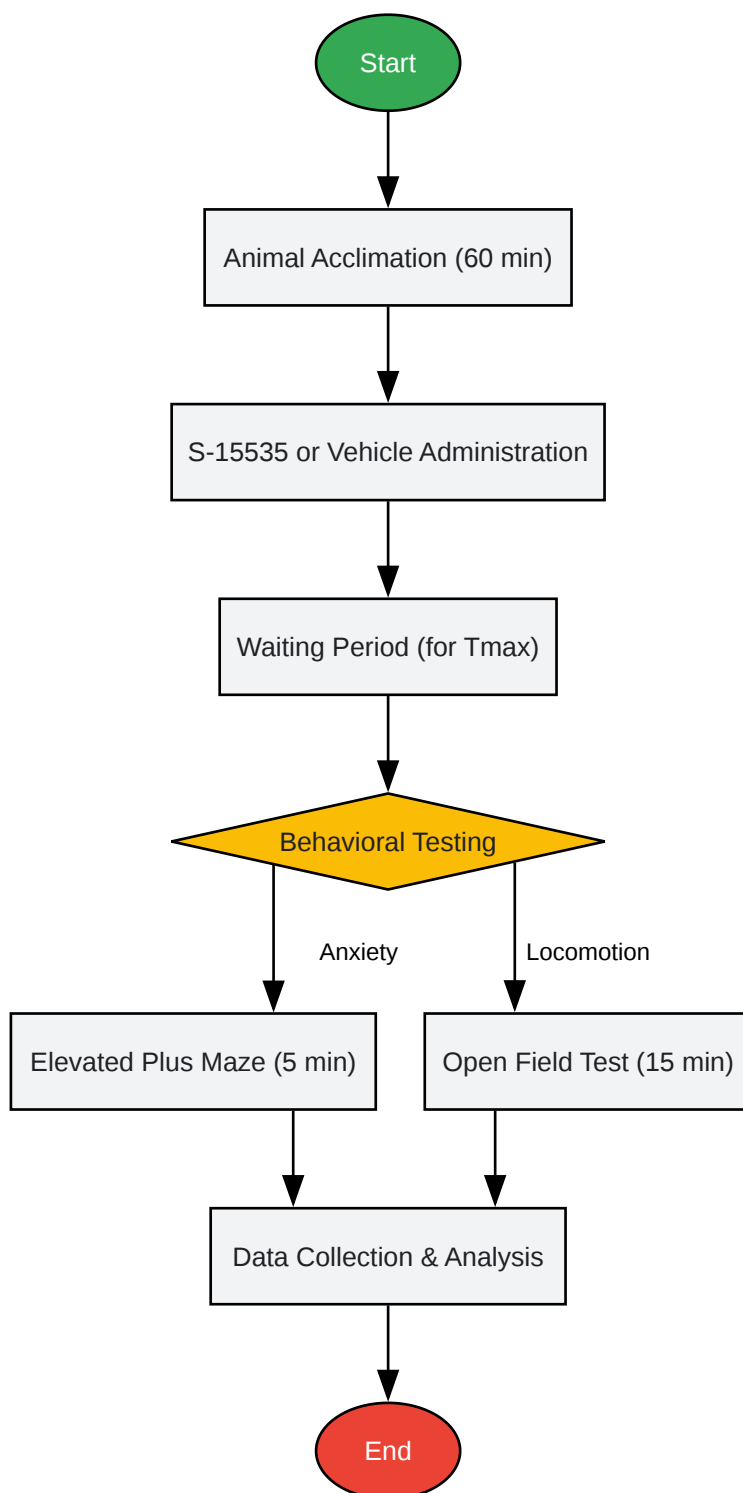 Start
Animal Acclimation (60 min)
S-15535 or Vehicle Administration
Waiting Period (for Tmax)
Behavioral Testing
Anxiety
Locomotion
Elevated Plus Maze (5 min)
Open Field Test (15 min)
Data Collection & Analysis
End